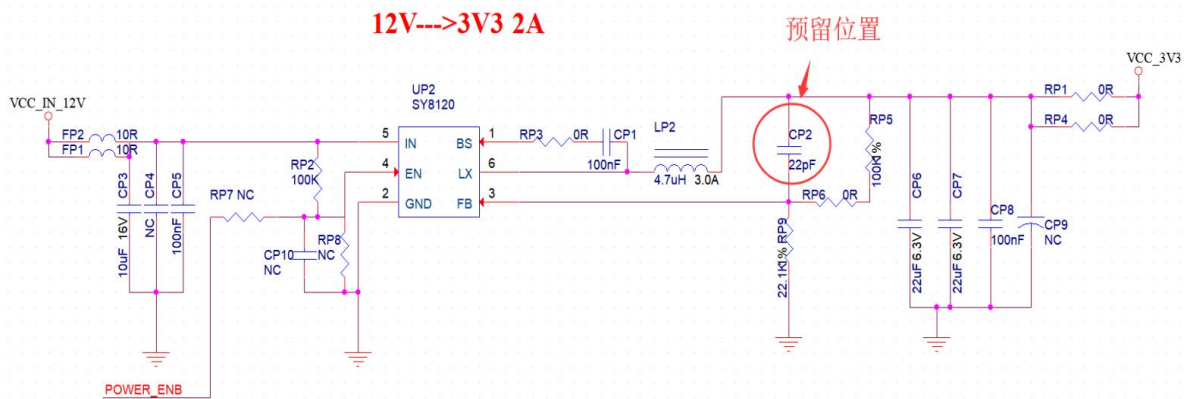 12V--->3V3 2A
预留位置
VCC_IN_12V
VCC_3V3
UP2
SY8120
FP2
10R
FP1
10R
CP3
10uF 16V
CP4
NC
CP5
100nF
RP7 NC
RP2
100K
CP10
NC
RP8
NC
5
IN
4
EN
2
GND
1
BS
6
LX
3
FB
RP3
0R
CP1
100nF
LP2
4.7uH
3.0A
CP2
22pF
RP5
100K1%
RP6
0R
RP9
22.1K1%
CP6
22uF 6.3V
CP7
22uF 6.3V
CP8
100nF
CP9
NC
RP1
0R
RP4
0R
POWER_ENB